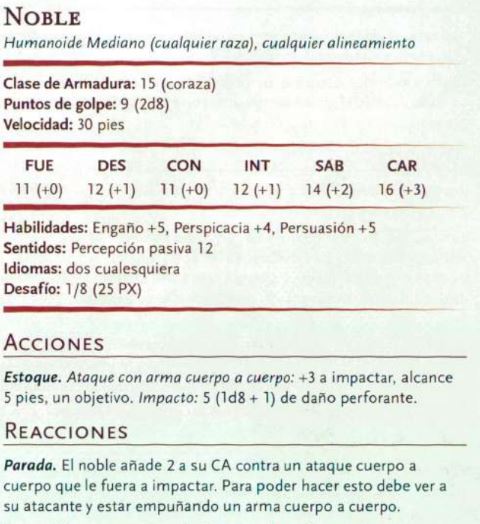 NOBLE
Humanoide Mediano (cualquier raza), cualquier alineamiento
Clase de Armadura: 15 (coraza)
Puntos de golpe: 9 (2d8)
Velocidad: 30 pies
FUE DES CON INT SAB CAR
11 (+0) 12 (+1) 11 (+0) 12 (+1) 14 (+2) 16 (+3)
Habilidades: Engaño +5, Perspicacia +4, Persuasión +5
Sentidos: Percepción pasiva 12
Idiomas: dos cualesquiera
Desafío: 1/8 (25 PX)
ACCIONES
Estoque. Ataque con arma cuerpo a cuerpo: +3 a impactar, alcance
5 pies, un objetivo. Impacto: 5 (1d8 + 1) de daño perforante.
REACCIONES
Parada. El noble añade 2 a su CA contra un ataque cuerpo a
cuerpo que le fuera a impactar. Para poder hacer esto debe ver a
su atacante y estar empuñando un arma cuerpo a cuerpo.